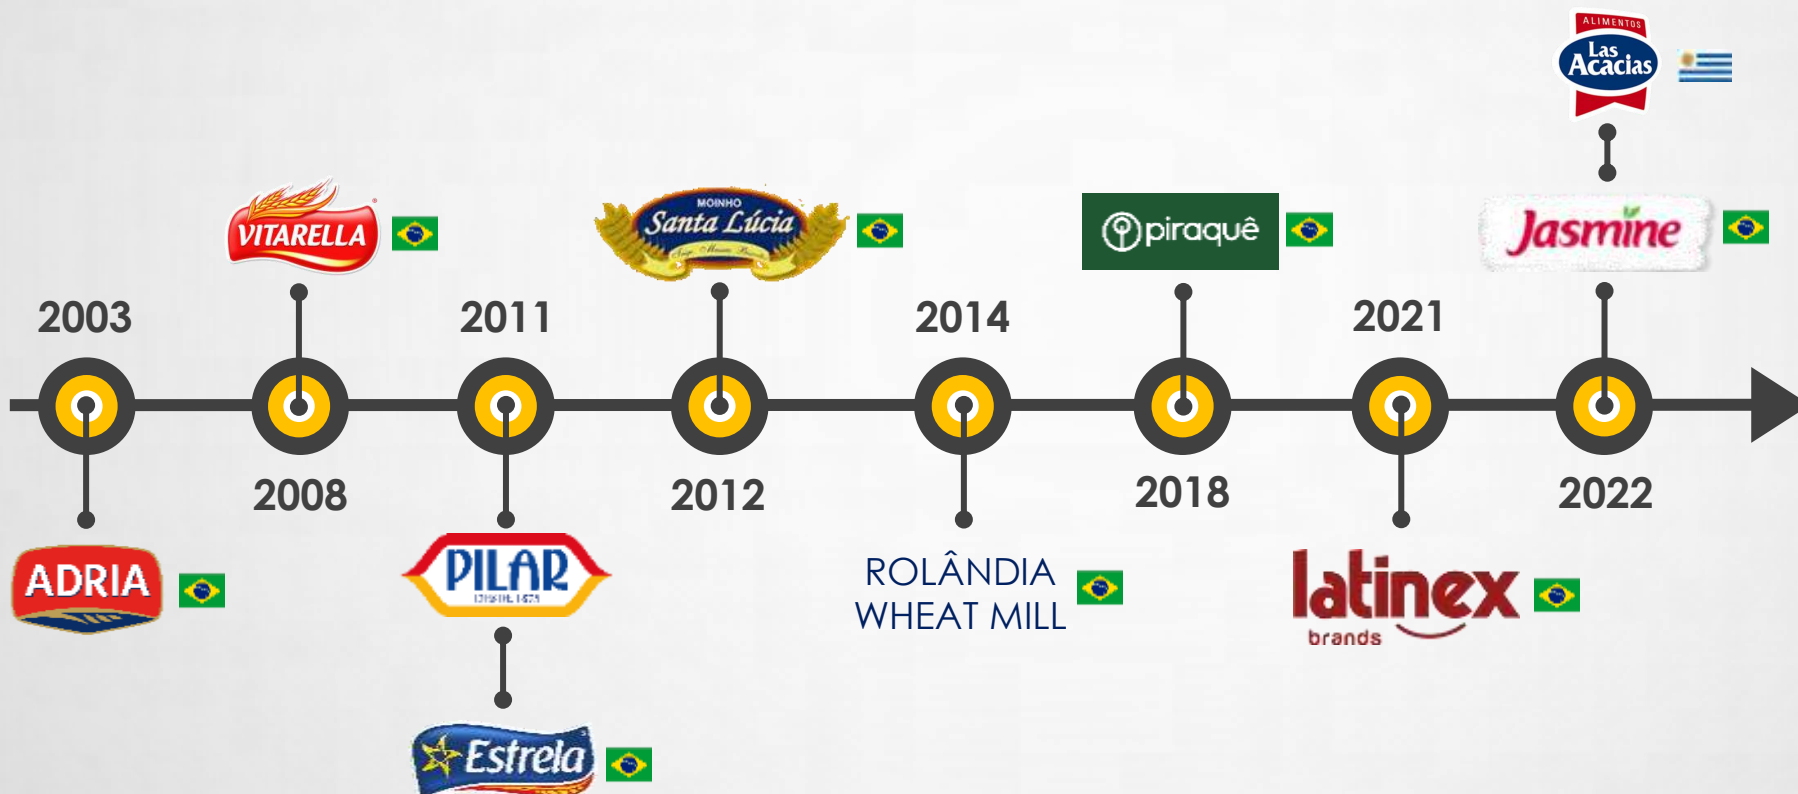 ALIMENTOS
Las
Acacias
VITARELLA
MOINHO
Santa Lúcia
piraquê
Jasmine
2003
2011
2014
2021
2008
2012
2018
2022
ADRIA
PILAR
ROLÂNDIA
WHEAT MILL
latinex
brands
Estrela